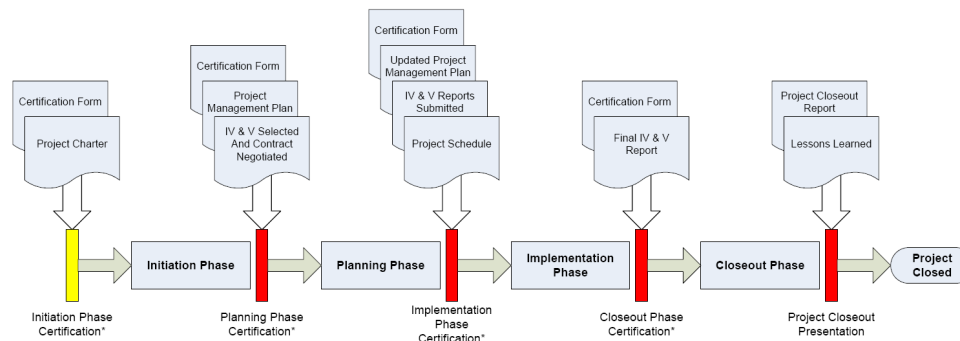 Certification Form
Project Charter
Certification Form
Project
Management Plan
IV & V Selected
And Contract
Negotiated
Certification Form
Updated Project
Management Plan
IV & V Reports
Submitted
Project Schedule
Certification Form
Final IV & V
Report
Project Closeout
Report
Lessons Learned
Initiation Phase
Planning Phase
Implementation
Phase
Closeout Phase
Project
Closed
Initiation Phase
Certification*
Planning Phase
Certification*
Implementation
Phase
Certification*
Closeout Phase
Certification*
Project Closeout
Presentation